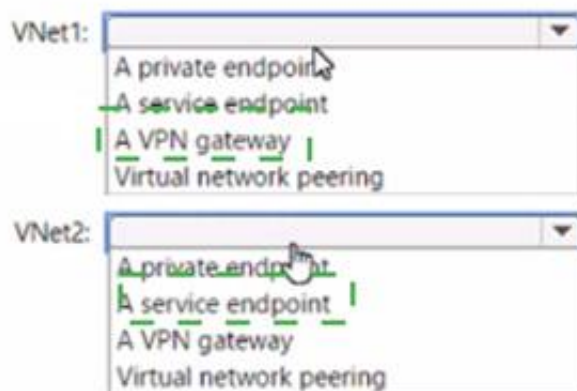 VNet1:
A private endpoint
A service endpoint
A VPN gateway
Virtual network peering
VNet2:
A private endpoint
A service endpoint
A VPN gateway
Virtual network peering